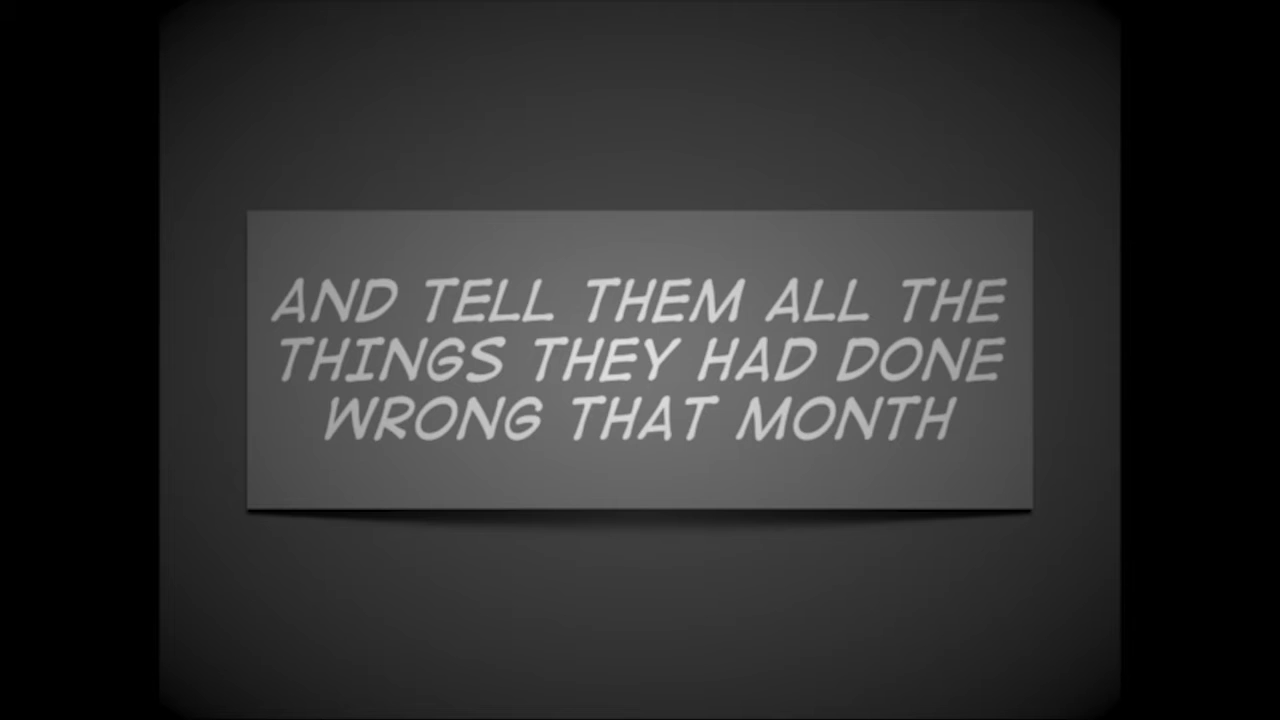 AND TELL THEM ALL THE
THINGS THEY HAD DONE
WRONG THAT MONTH